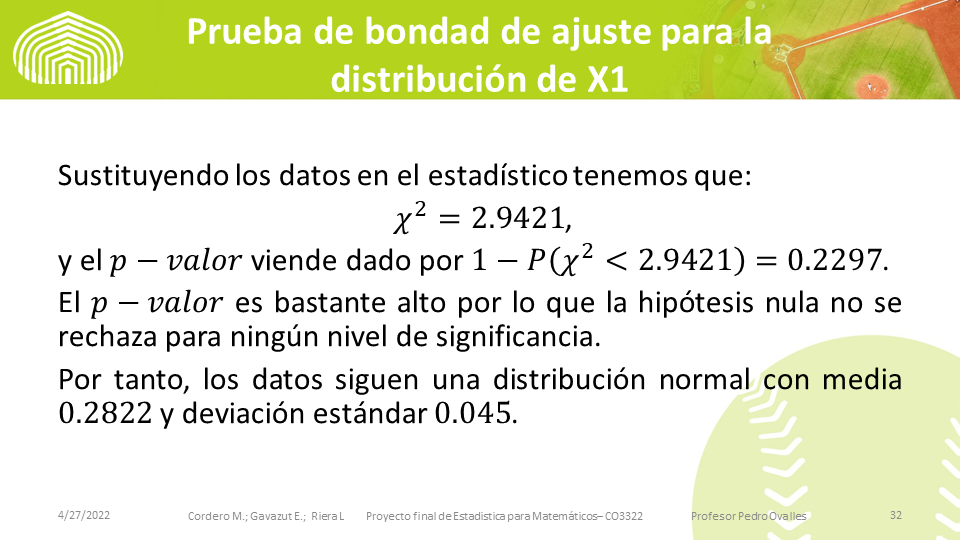 Prueba de bondad de ajuste para la
distribución de X1
Sustituyendo los datos en el estadístico tenemos que:
χ² = 2.9421,
y el p − valor viende dado por 1 − P(χ² < 2.9421) = 0.2297.
El p − valor es bastante alto por lo que la hipótesis nula no se
rechaza para ningún nivel de significancia.
Por tanto, los datos siguen una distribución normal con media
0.2822 y deviación estándar 0.045.
4/27/2022 Cordero M.; Gavazut E.; Riera L Proyecto final de Estadistica para Matemáticos– CO3322 Profesor Pedro Ovalles 32